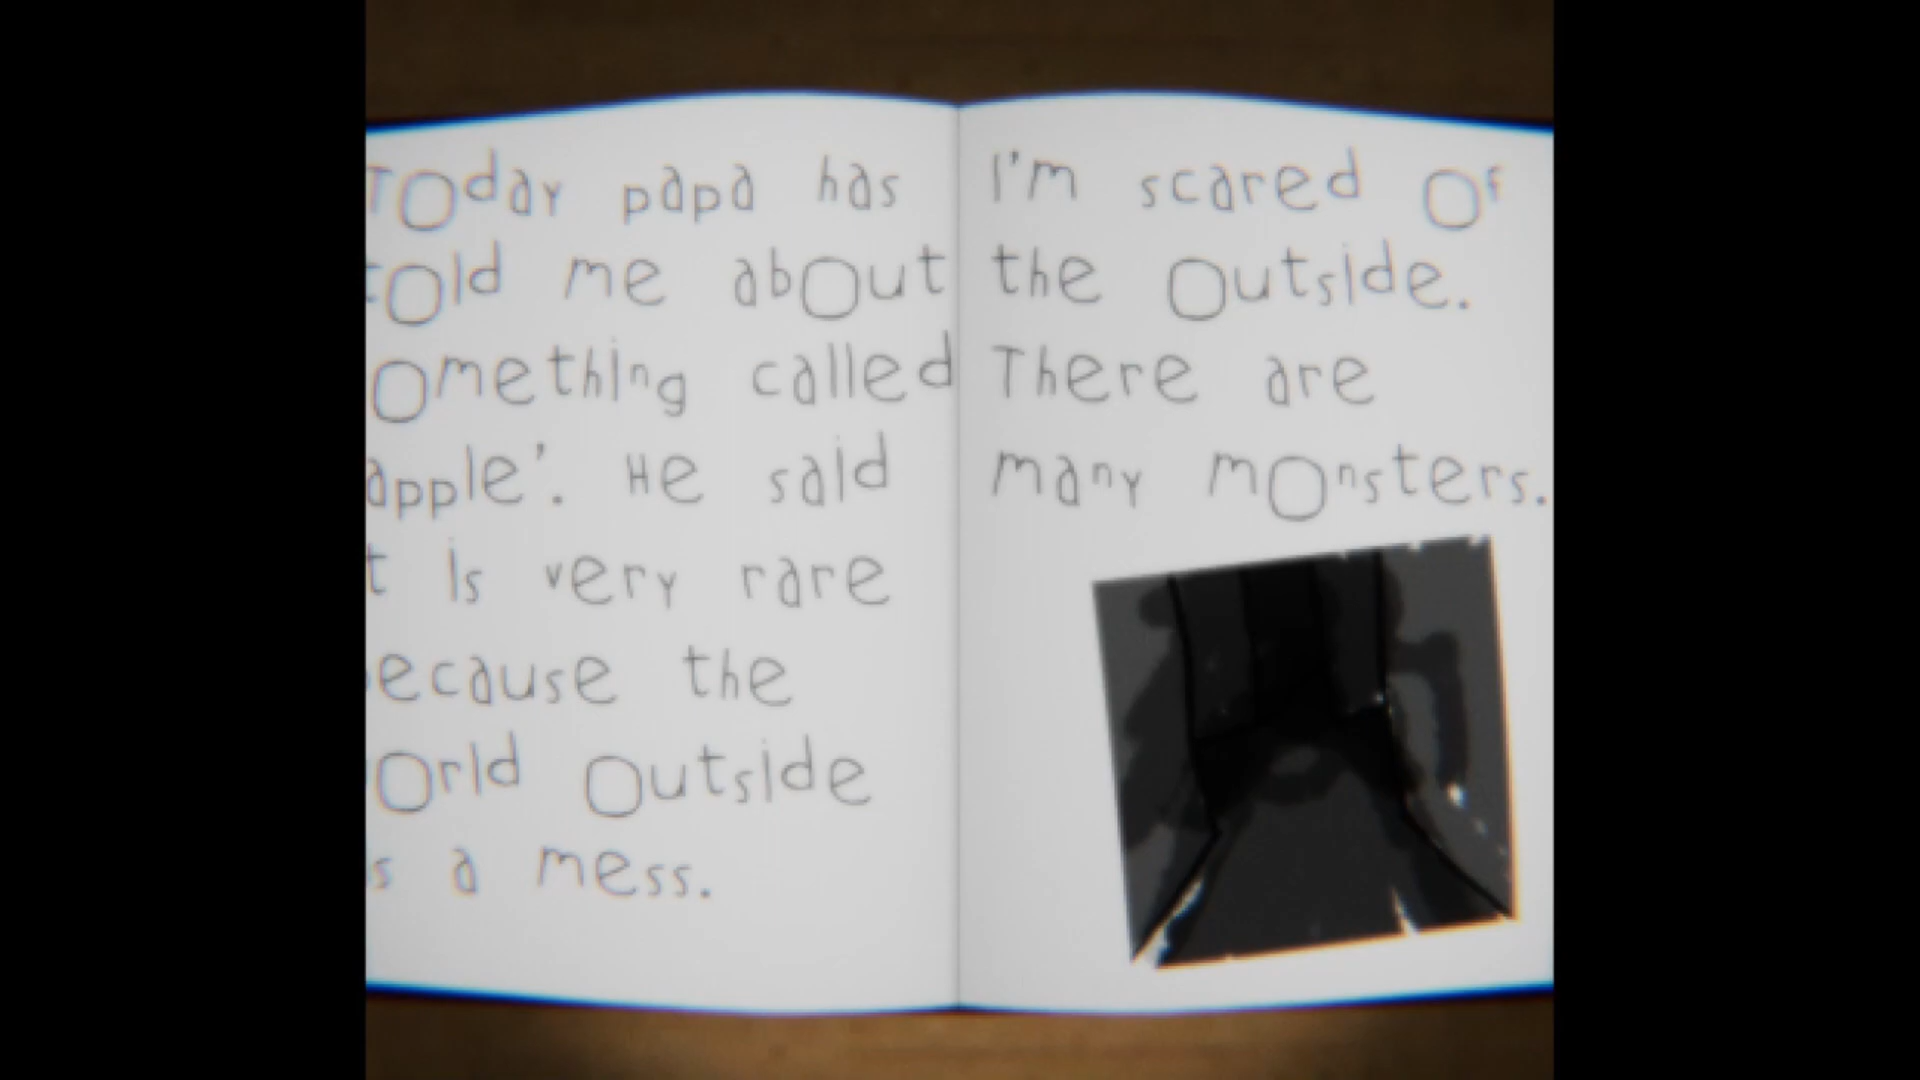 Today papa has
told me about
omething called
apple'. He said
t is very rare
ecause the
orld outside
s a mess.
I'm scared of
the outside.
There are
many monsters.